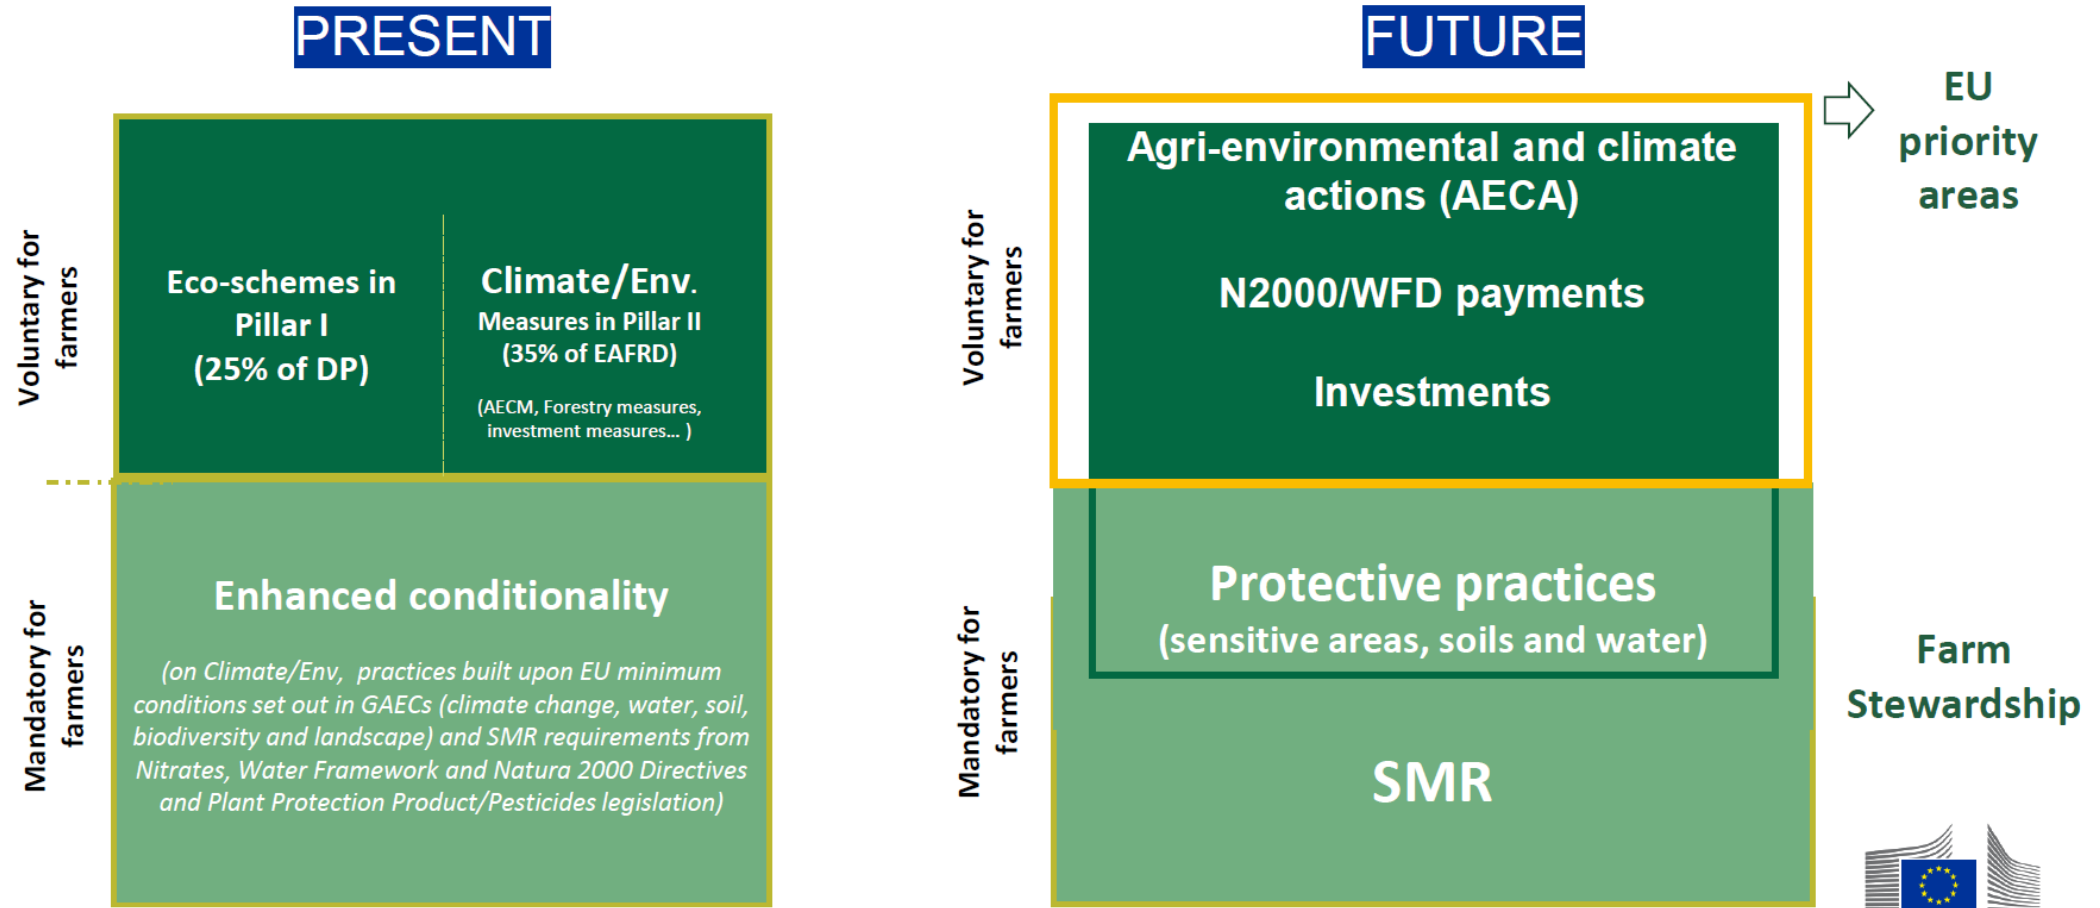 PRESENT
Voluntary for
farmers
Eco-schemes in
Pillar I
(25% of DP)
Climate/Env.
Measures in Pillar II
(35% of EAFRD)
(AECM, Forestry measures,
investment measures... )
Mandatory for
farmers
Enhanced conditionality
(on Climate/Env, practices built upon EU minimum
conditions set out in GAECs (climate change, water, soil,
biodiversity and landscape) and SMR requirements from
Nitrates, Water Framework and Natura 2000 Directives
and Plant Protection Product/Pesticides legislation)
FUTURE
Voluntary for
farmers
Agri-environmental and climate
actions (AECA)
N2000/WFD payments
Investments
EU
priority
areas
Mandatory for
farmers
Protective practices
(sensitive areas, soils and water)
SMR
Farm
Stewardship